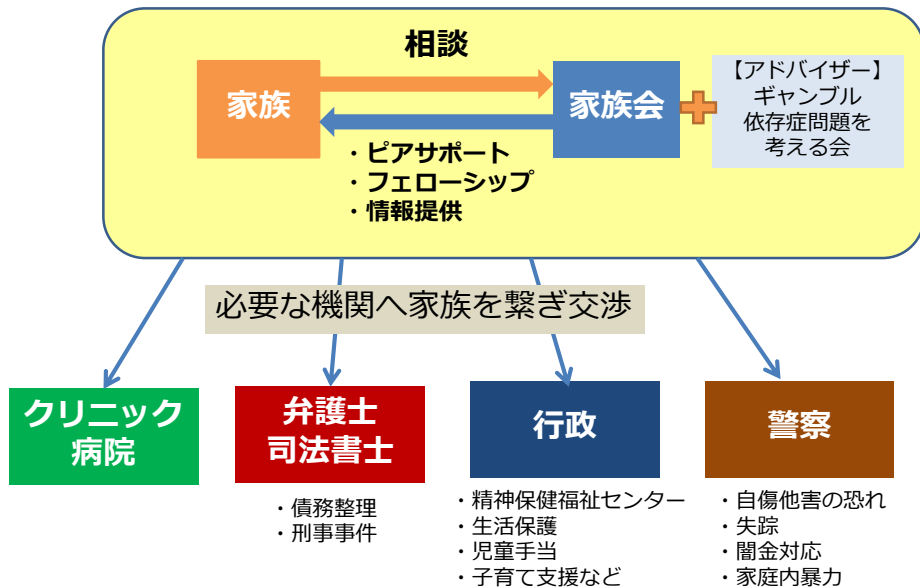 相談
家族
家族会
【アドバイザー】
ギャンブル
依存症問題を
考える会
・ピアサポート
・フェローシップ
・情報提供
必要な機関へ家族を繋ぎ交渉
クリニック
病院
弁護士
司法書士
・債務整理
・刑事事件
行政
・精神保健福祉センター
・生活保護
・児童手当
・子育て支援など
警察
・自傷他害の恐れ
・失踪
・闇金対応
・家庭内暴力